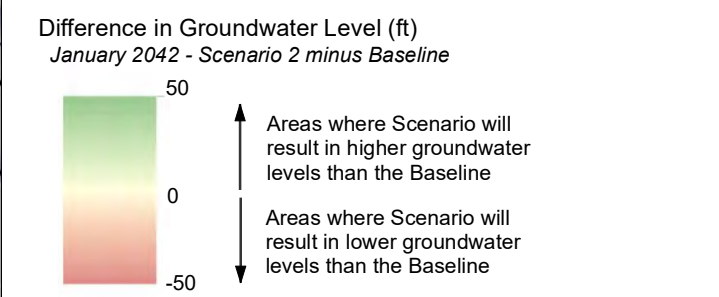 Difference in Groundwater Level (ft)
January 2042 - Scenario 2 minus Baseline
50
Areas where Scenario will
result in higher groundwater
levels than the Baseline
0
Areas where Scenario will
result in lower groundwater
levels than the Baseline
-50